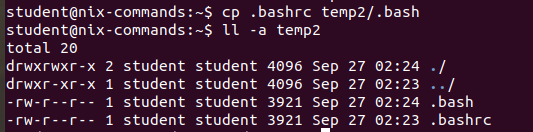 student@nix-commands:~$ cp .bashrc temp2/.bash
student@nix-commands:~$ ll -a temp2
total 20
drwxrwxr-x 2 student student 4096 Sep 27 02:24 ./
drwxr-xr-x 1 student student 4096 Sep 27 02:23 ../
-rw-r--r-- 1 student student 3921 Sep 27 02:24 .bash
-rw-r--r-- 1 student student 3921 Sep 27 02:23 .bashrc